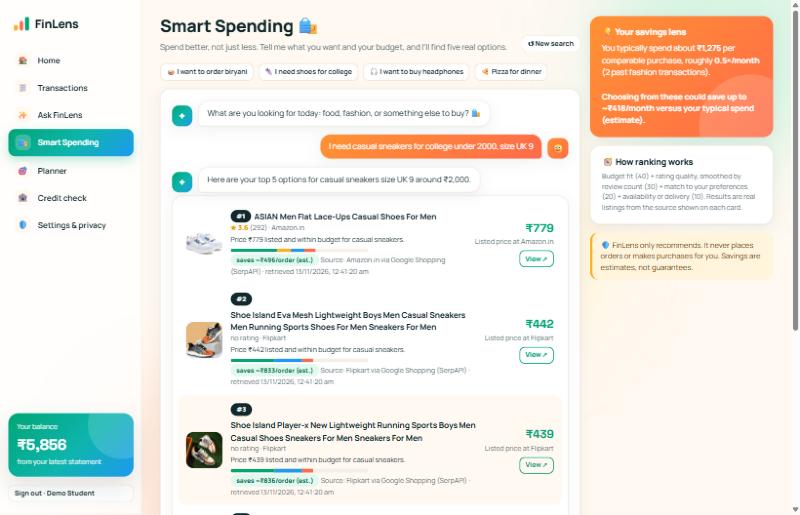 FinLens
Home
Transactions
Ask FinLens
Smart Spending
Planner
Credit check
Settings & privacy
Your balance
₹5,856
from your latest statement
Sign out · Demo Student
Smart Spending
Spend better, not just less. Tell me what you want and your budget, and I'll find five real options.
↺ New search
I want to order biryani
I need shoes for college
I want to buy headphones
Pizza for dinner
What are you looking for today: food, fashion, or something else to buy?
I need casual sneakers for college under 2000, size UK 9
Here are your top 5 options for casual sneakers size UK 9 around ₹2,000.
#1 ASIAN Men Flat Lace-Ups Casual Shoes For Men
★ 3.6 (292) · Amazon.in
Price ₹779 listed and within budget for casual sneakers.
saves ~₹496/order (est.) Source: Amazon.in via Google Shopping
(SerpAPI) · retrieved 13/11/2026, 12:41:20 am
₹779
Listed price at Amazon.in
View ↗
#2
Shoe Island Eva Mesh Lightweight Boys Men Casual Sneakers
Men Running Sports Shoes For Men Sneakers For Men
no rating · Flipkart
Price ₹442 listed and within budget for casual sneakers.
saves ~₹833/order (est.) Source: Flipkart via Google Shopping (SerpAPI) ·
retrieved 13/11/2026, 12:41:20 am
₹442
Listed price at Flipkart
View ↗
#3
Shoe Island Player-x New Lightweight Running Sports Boys Men
Casual Shoes Sneakers For Men Sneakers For Men
no rating · Flipkart
Price ₹439 listed and within budget for casual sneakers.
saves ~₹836/order (est.) Source: Flipkart via Google Shopping (SerpAPI) ·
retrieved 13/11/2026, 12:41:20 am
₹439
Listed price at Flipkart
View ↗
Your savings lens
You typically spend about ₹1,275 per
comparable purchase, roughly 0.5×/month
(2 past fashion transactions).
Choosing from these could save up to
~₹418/month versus your typical spend
(estimate).
How ranking works
Budget fit (40) + rating quality, smoothed by
review count (30) + match to your preferences
(20) + availability or delivery (10). Results are real
listings from the source shown on each card.
FinLens only recommends. It never places
orders or makes purchases for you. Savings are
estimates, not guarantees.